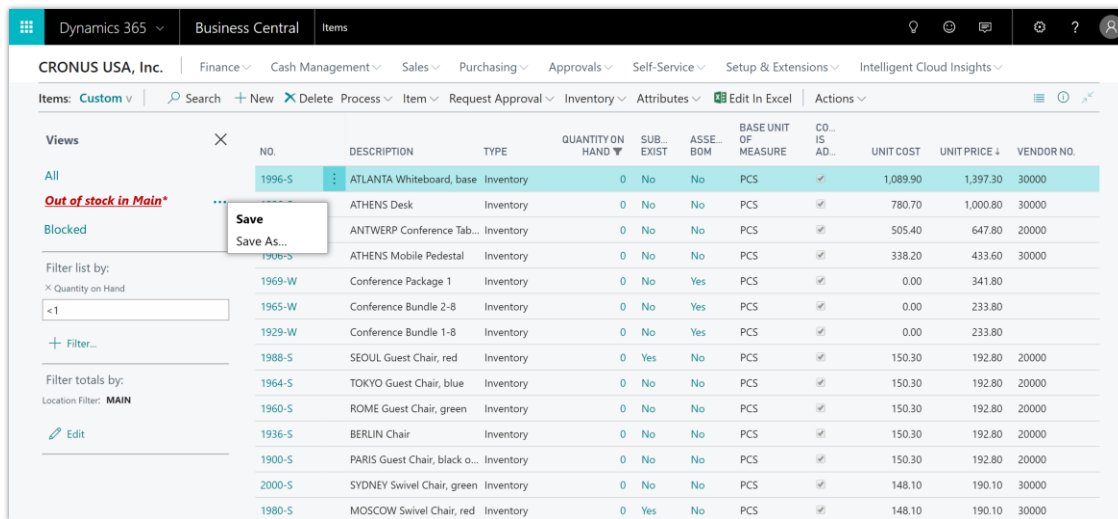 Dynamics 365 Business Central Items ?
CRONUS USA, Inc. Finance Cash Management Sales Purchasing Approvals Self-Service Setup & Extensions Intelligent Cloud Insights
Items: Custom Search New Delete Process Item Request Approval Inventory Attributes Edit In Excel Actions
Views
All
Out of stock in Main*
Save
Save As...
Blocked
Filter list by:
× Quantity on Hand
<1
+ Filter...
Filter totals by:
Location Filter: MAIN
Edit
NO. DESCRIPTION TYPE QUANTITY ON HAND SUB... EXIST ASSE... BOM BASE UNIT OF MEASURE CO... IS AD... UNIT COST UNIT PRICE ↓ VENDOR NO.
1996-S ATLANTA Whiteboard, base Inventory 0 No No PCS 1,089.90 1,397.30 30000
ATHENS Desk Inventory 0 No No PCS 780.70 1,000.80 30000
ANTWERP Conference Tab... Inventory 0 No No PCS 505.40 647.80 20000
1906-S ATHENS Mobile Pedestal Inventory 0 No No PCS 338.20 433.60 30000
1969-W Conference Package 1 Inventory 0 No Yes PCS 0.00 341.80
1965-W Conference Bundle 2-8 Inventory 0 No Yes PCS 0.00 233.80
1929-W Conference Bundle 1-8 Inventory 0 No Yes PCS 0.00 233.80
1988-S SEOUL Guest Chair, red Inventory 0 Yes No PCS 150.30 192.80 20000
1964-S TOKYO Guest Chair, blue Inventory 0 No No PCS 150.30 192.80 20000
1960-S ROME Guest Chair, green Inventory 0 No No PCS 150.30 192.80 20000
1936-S BERLIN Chair Inventory 0 No No PCS 150.30 192.80 20000
1900-S PARIS Guest Chair, black o... Inventory 0 No No PCS 150.30 192.80 20000
2000-S SYDNEY Swivel Chair, green Inventory 0 No No PCS 148.10 190.10 30000
1980-S MOSCOW Swivel Chair, red Inventory 0 Yes No PCS 148.10 190.10 30000